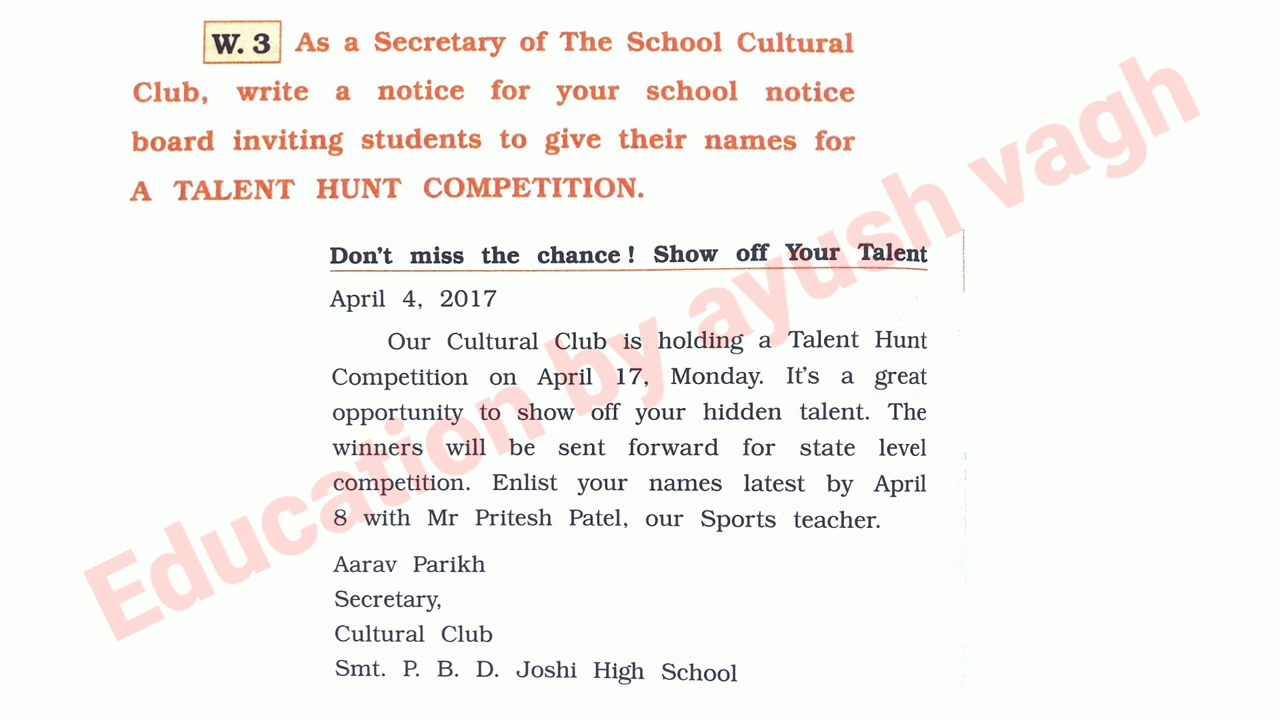 W. 3 As a Secretary of The School Cultural
Club, write a notice for your school notice
board inviting students to give their names for
A TALENT HUNT COMPETITION.
Don't miss the chance! Show off Your Talent
April 4, 2017
Our Cultural Club is holding a Talent Hunt
Competition on April 17, Monday. It's a great
opportunity to show off your hidden talent. The
winners will be sent forward for state level
competition. Enlist your names latest by April
8 with Mr Pritesh Patel, our Sports teacher.
Aarav Parikh
Secretary,
Cultural Club
Smt. P. B. D. Joshi High School
Education by ayush vagh